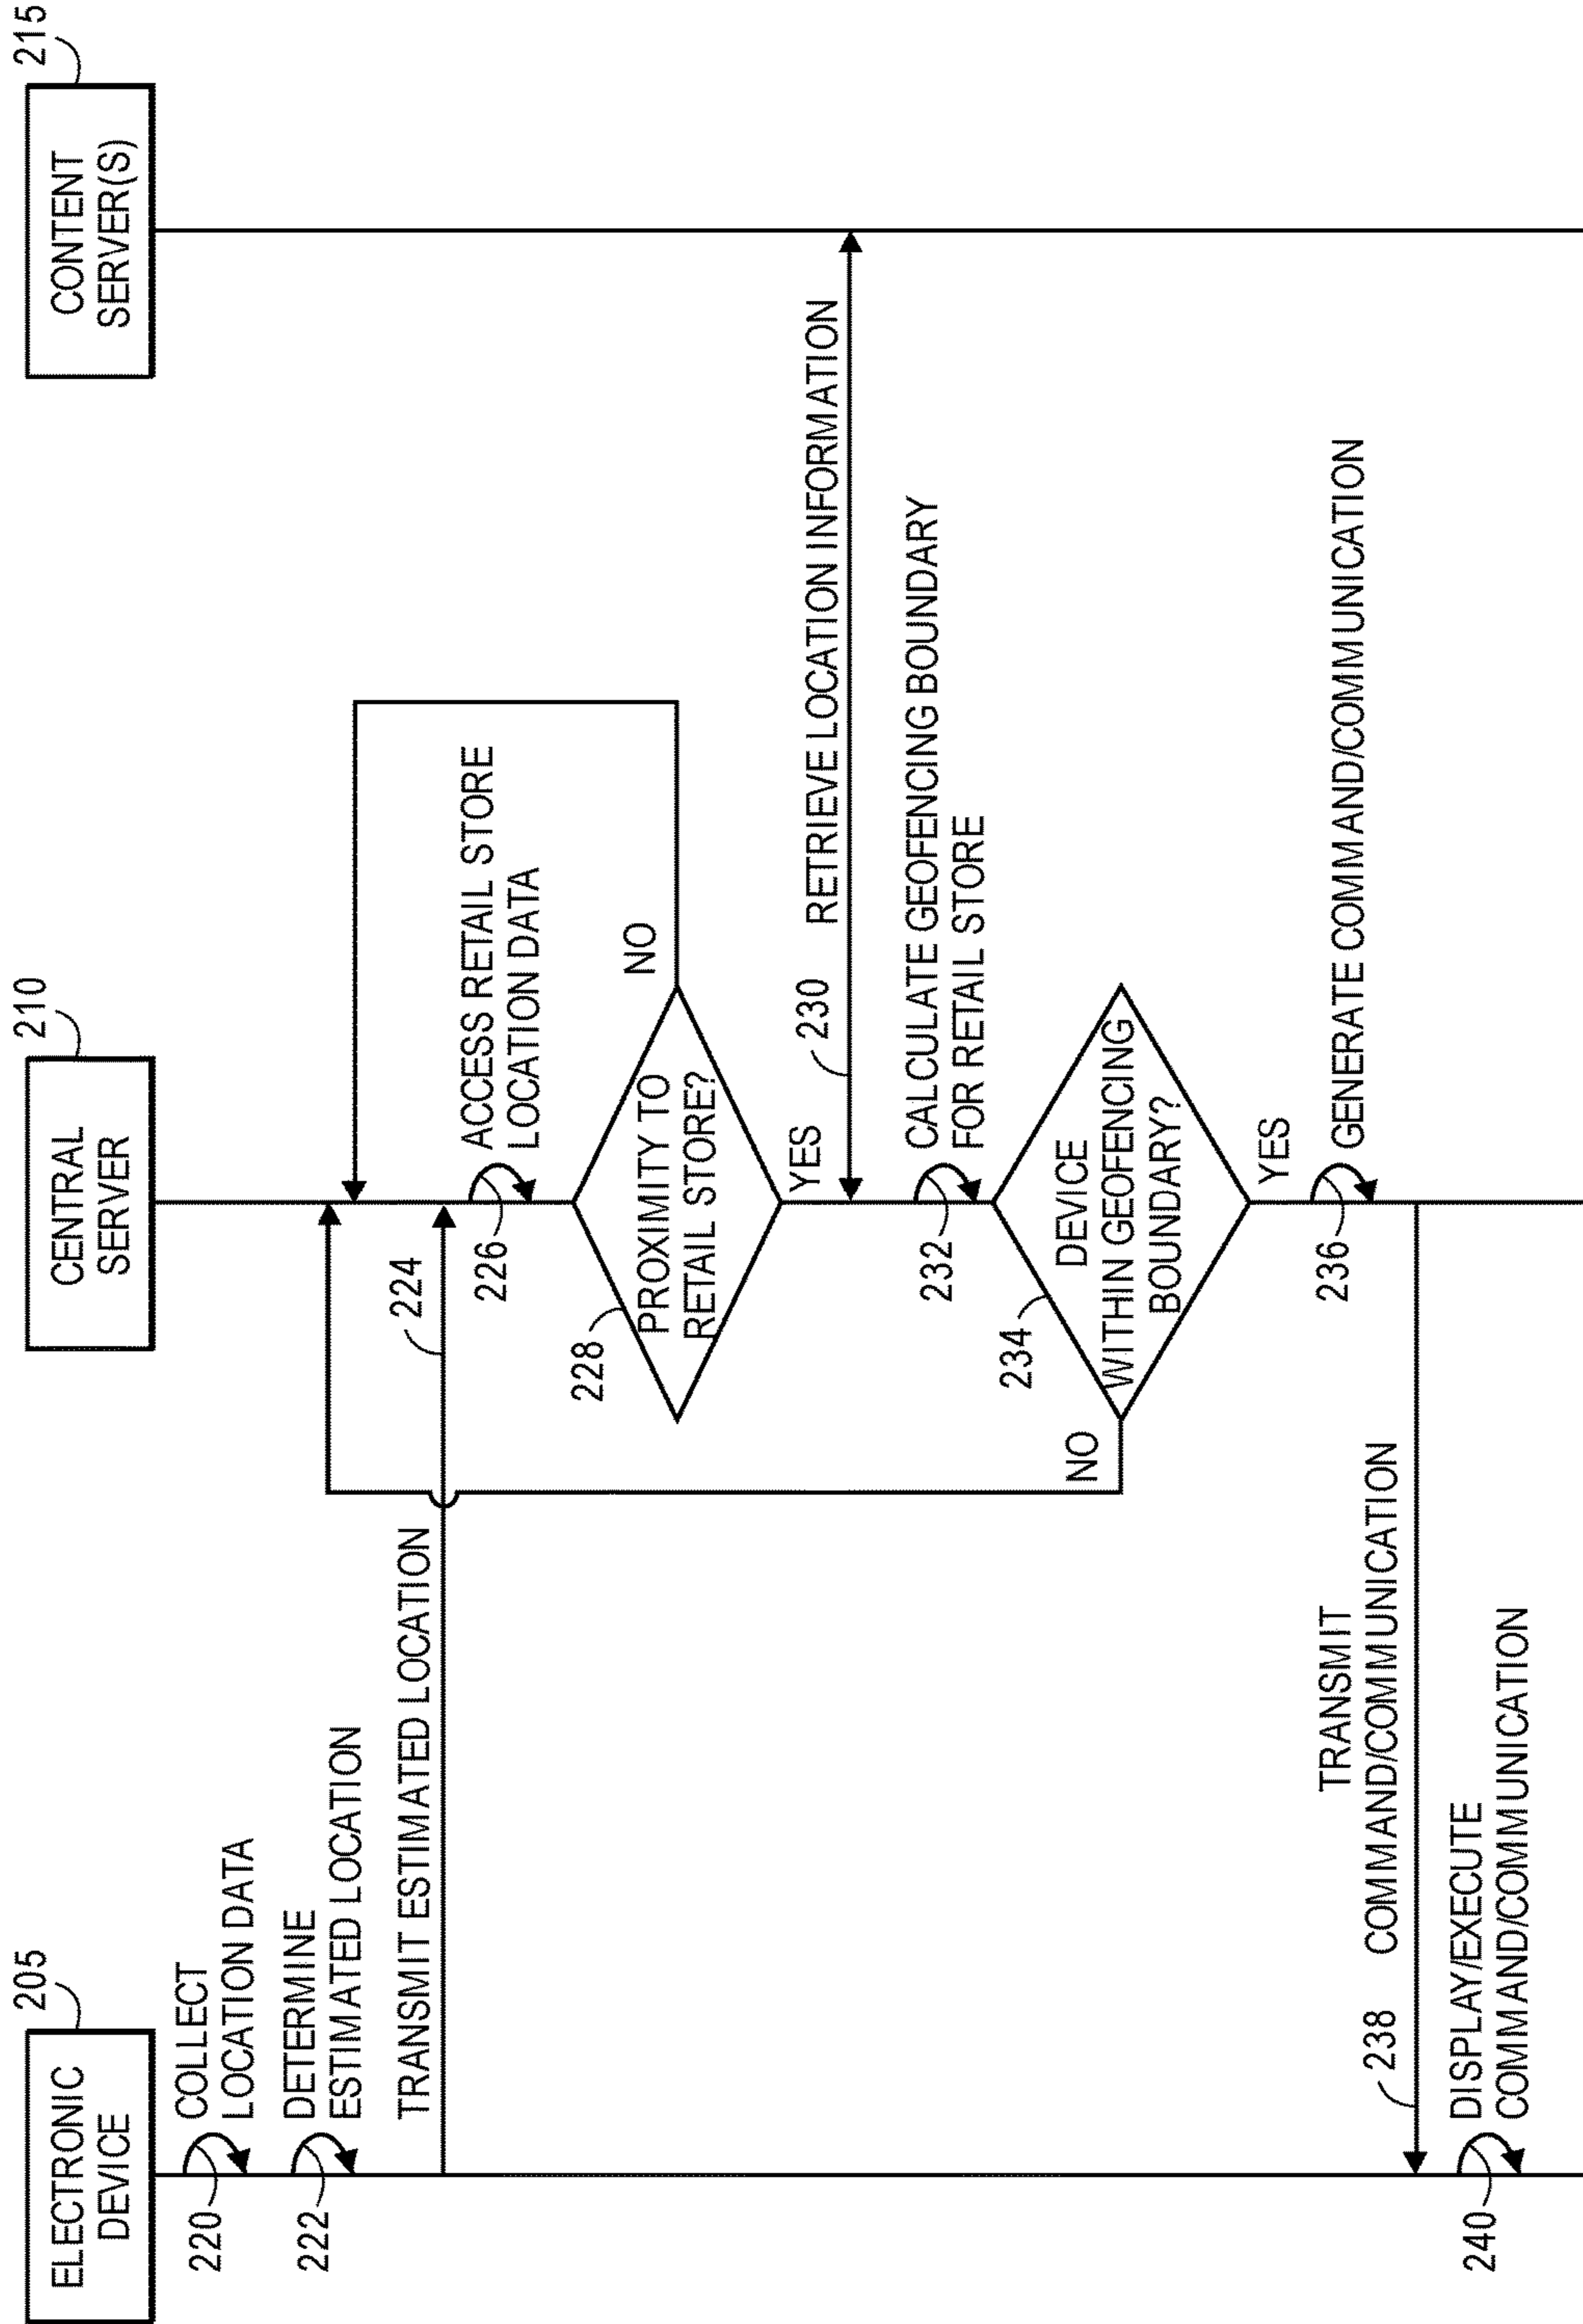 ELECTRONIC
DEVICE
205
CENTRAL
SERVER
210
CONTENT
SERVER(S)
215
220
COLLECT
LOCATION DATA
222
DETERMINE
ESTIMATED LOCATION
TRANSMIT ESTIMATED LOCATION
224
226
ACCESS RETAIL STORE
LOCATION DATA
228
PROXIMITY TO
RETAIL STORE?
NO
YES
230
RETRIEVE LOCATION INFORMATION
232
CALCULATE GEOFENCING BOUNDARY
FOR RETAIL STORE
234
DEVICE
WITHIN GEOFENCING
BOUNDARY?
NO
YES
236
GENERATE COMMAND/COMMUNICATION
238
TRANSMIT
COMMAND/COMMUNICATION
240
DISPLAY/EXECUTE
COMMAND/COMMUNICATION